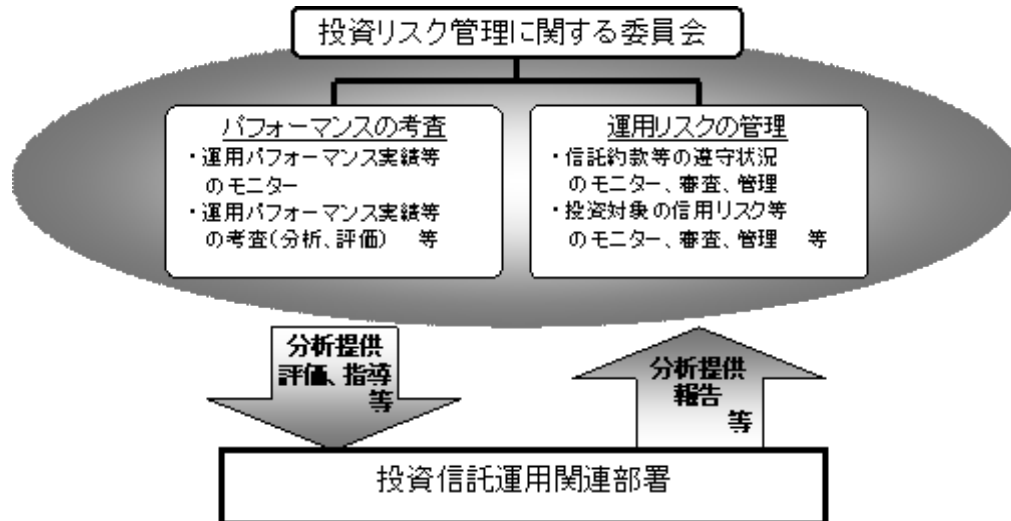 投資リスク管理に関する委員会
パフォーマンスの考査
・運用パフォーマンス実績等
のモニター
・運用パフォーマンス実績等
の考査(分析、評価) 等
運用リスクの管理
・信託約款等の遵守状況
のモニター、審査、管理
・投資対象の信用リスク等
のモニター、審査、管理 等
分析提供
評価、指導
等
分析提供
報告
等
投資信託運用関連部署